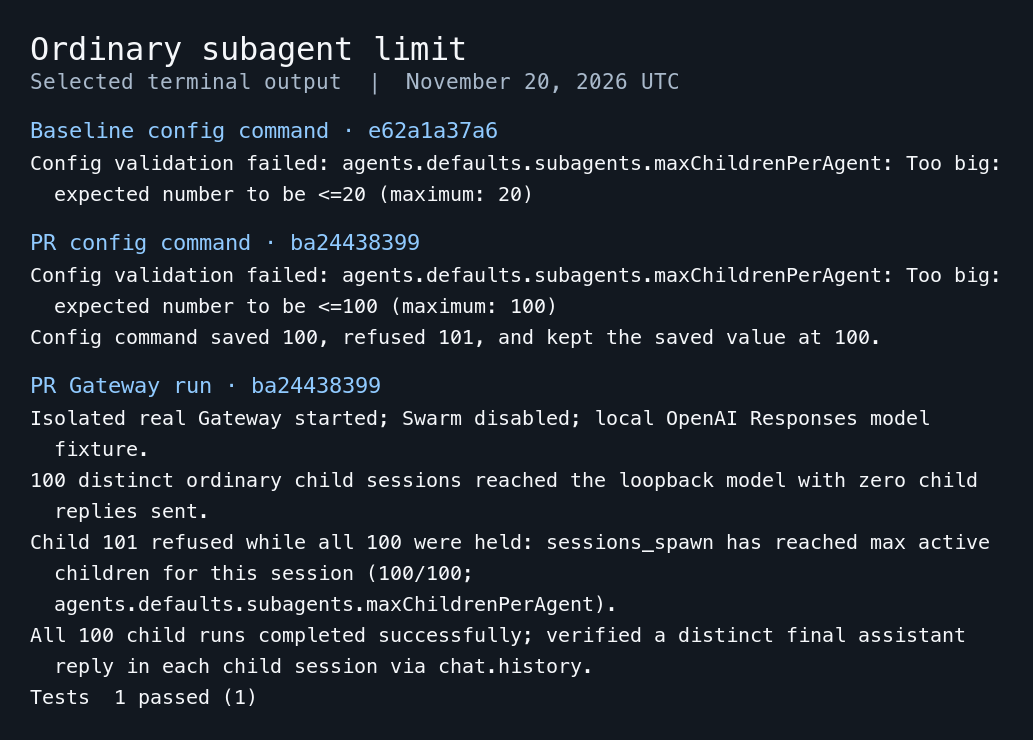 Ordinary subagent limit
Selected terminal output  |  November 20, 2026 UTC
Baseline config command · e62a1a37a6
Config validation failed: agents.defaults.subagents.maxChildrenPerAgent: Too big:
expected number to be <=20 (maximum: 20)
PR config command · ba24438399
Config validation failed: agents.defaults.subagents.maxChildrenPerAgent: Too big:
expected number to be <=100 (maximum: 100)
Config command saved 100, refused 101, and kept the saved value at 100.
PR Gateway run · ba24438399
Isolated real Gateway started; Swarm disabled; local OpenAI Responses model
fixture.
100 distinct ordinary child sessions reached the loopback model with zero child
replies sent.
Child 101 refused while all 100 were held: sessions_spawn has reached max active
children for this session (100/100;
agents.defaults.subagents.maxChildrenPerAgent).
All 100 child runs completed successfully; verified a distinct final assistant
reply in each child session via chat.history.
Tests  1 passed (1)